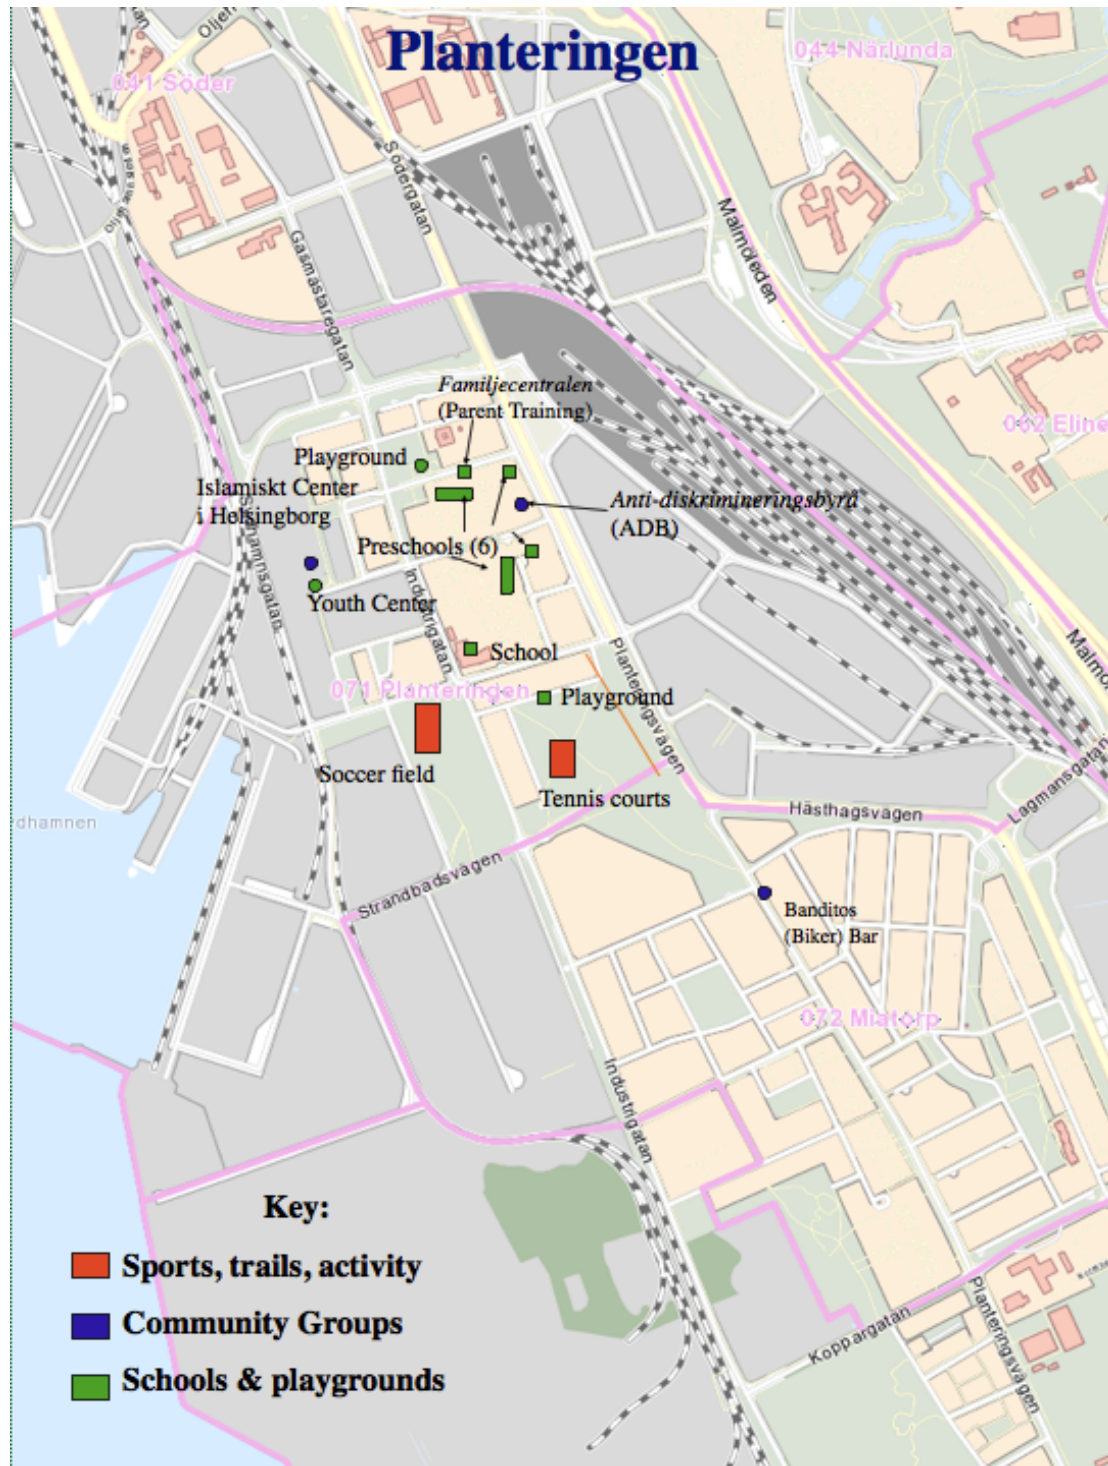 Planteringen
044 Närlunda
041 Söder
Södergatan
Malmöleden
Gasmästaregatan
Familjecentralen
(Parent Training)
062 Eline
Playground
Islamiskt Center
i Helsingborg
Anti-diskrimineringsbyrå
(ADB)
Preschools (6)
Industrigatan
Youth Center
School
Planteringsvägen
071 Planteringen
Playground
Soccer field
Tennis courts
Lagmansgatan
Hästhagsvägen
dhamnen
Strandbadsvägen
Banditos
(Biker) Bar
072 Miatorp
Industrigatan
Key:
Sports, trails, activity
Community Groups
Schools & playgrounds
Koppargatan
Planteringsvägen